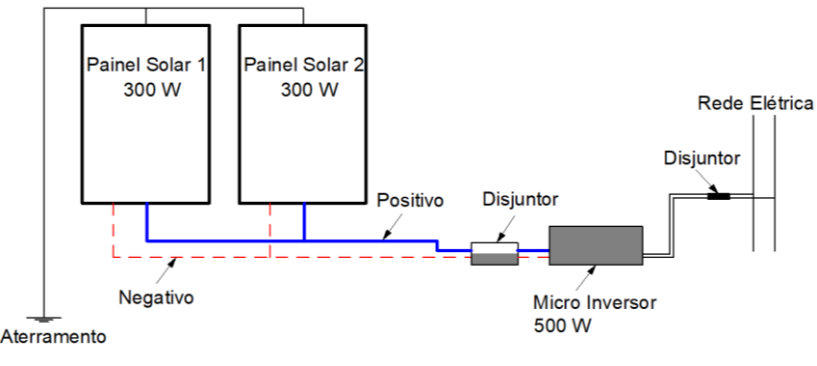 Painel Solar 1
300 W
Painel Solar 2
300 W
Rede Elétrica
Disjuntor
Positivo
Disjuntor
Negativo
Micro Inversor
500 W
Aterramento